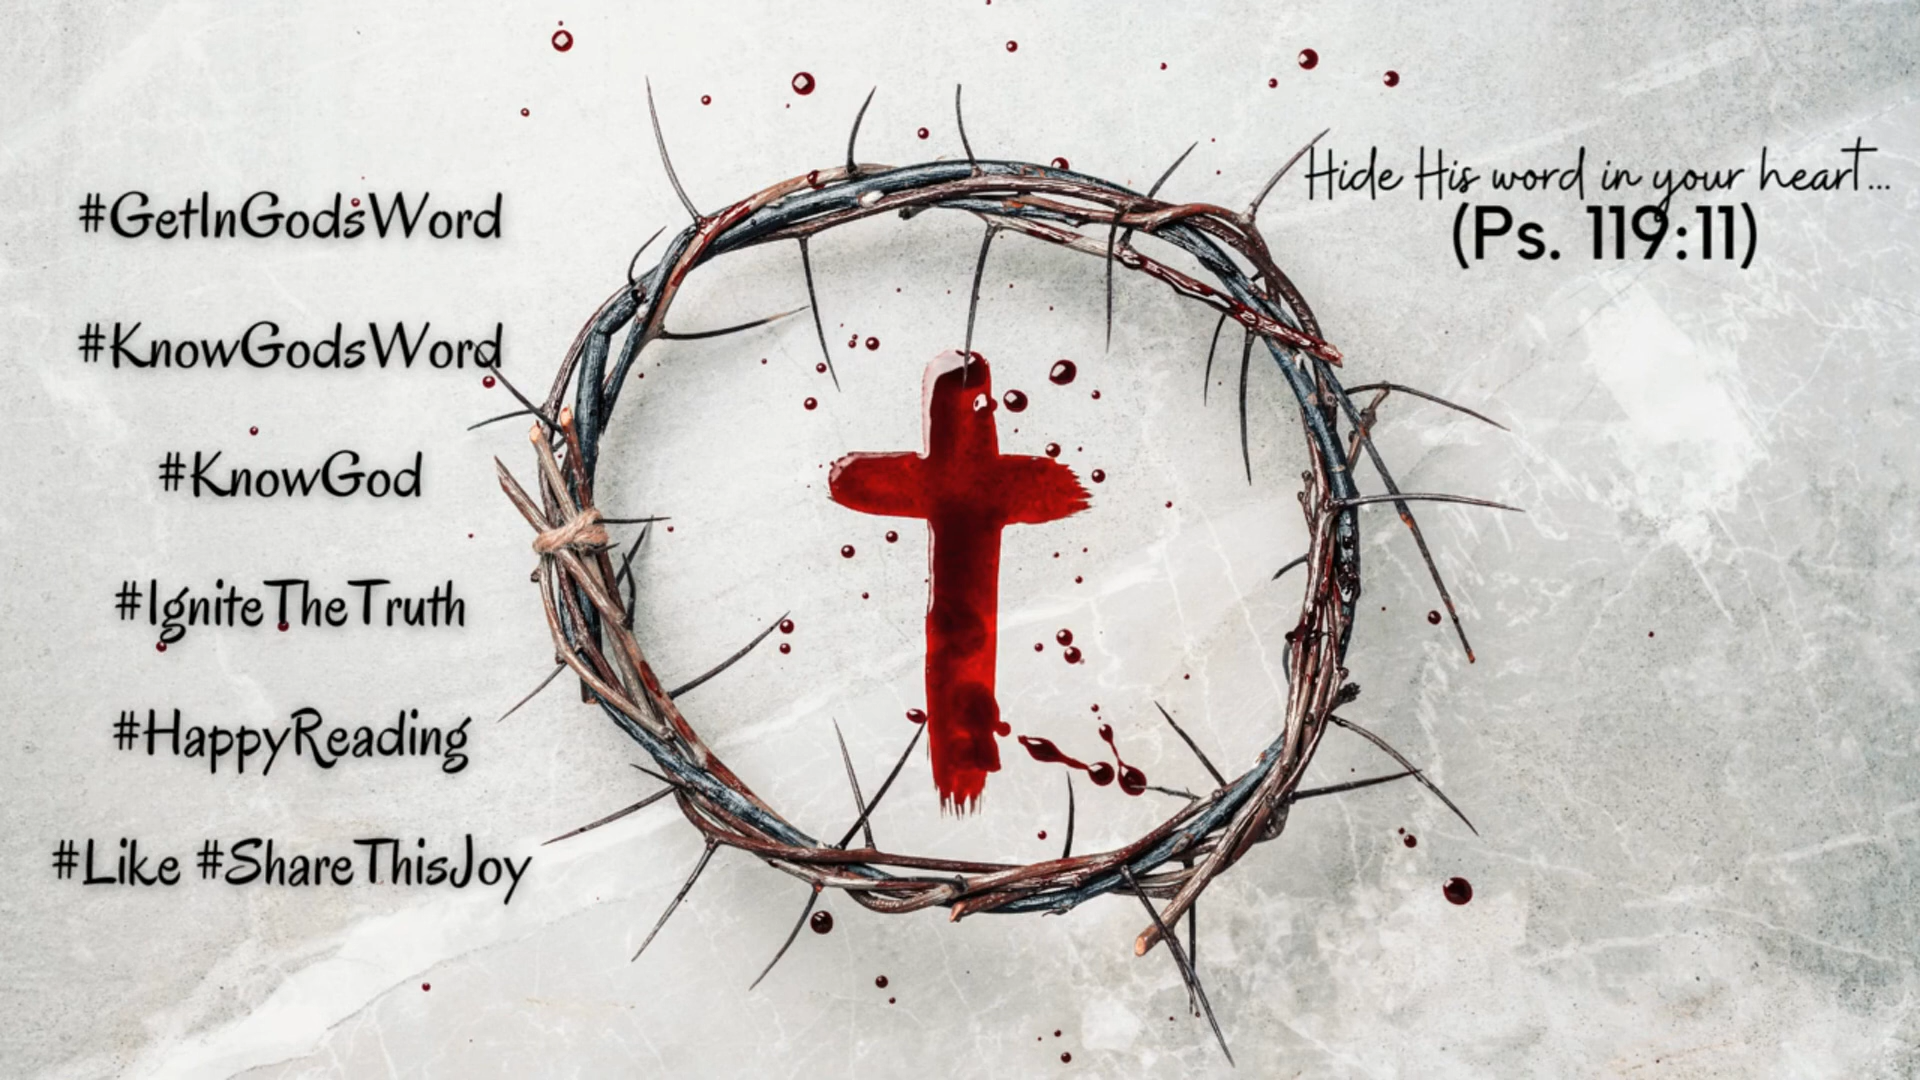 #GetInGodsWord
#KnowGodsWord
#KnowGod
#IgniteTheTruth
#HappyReading
#Like #ShareThisJoy
Hide His word in your heart...
(Ps. 119:11)